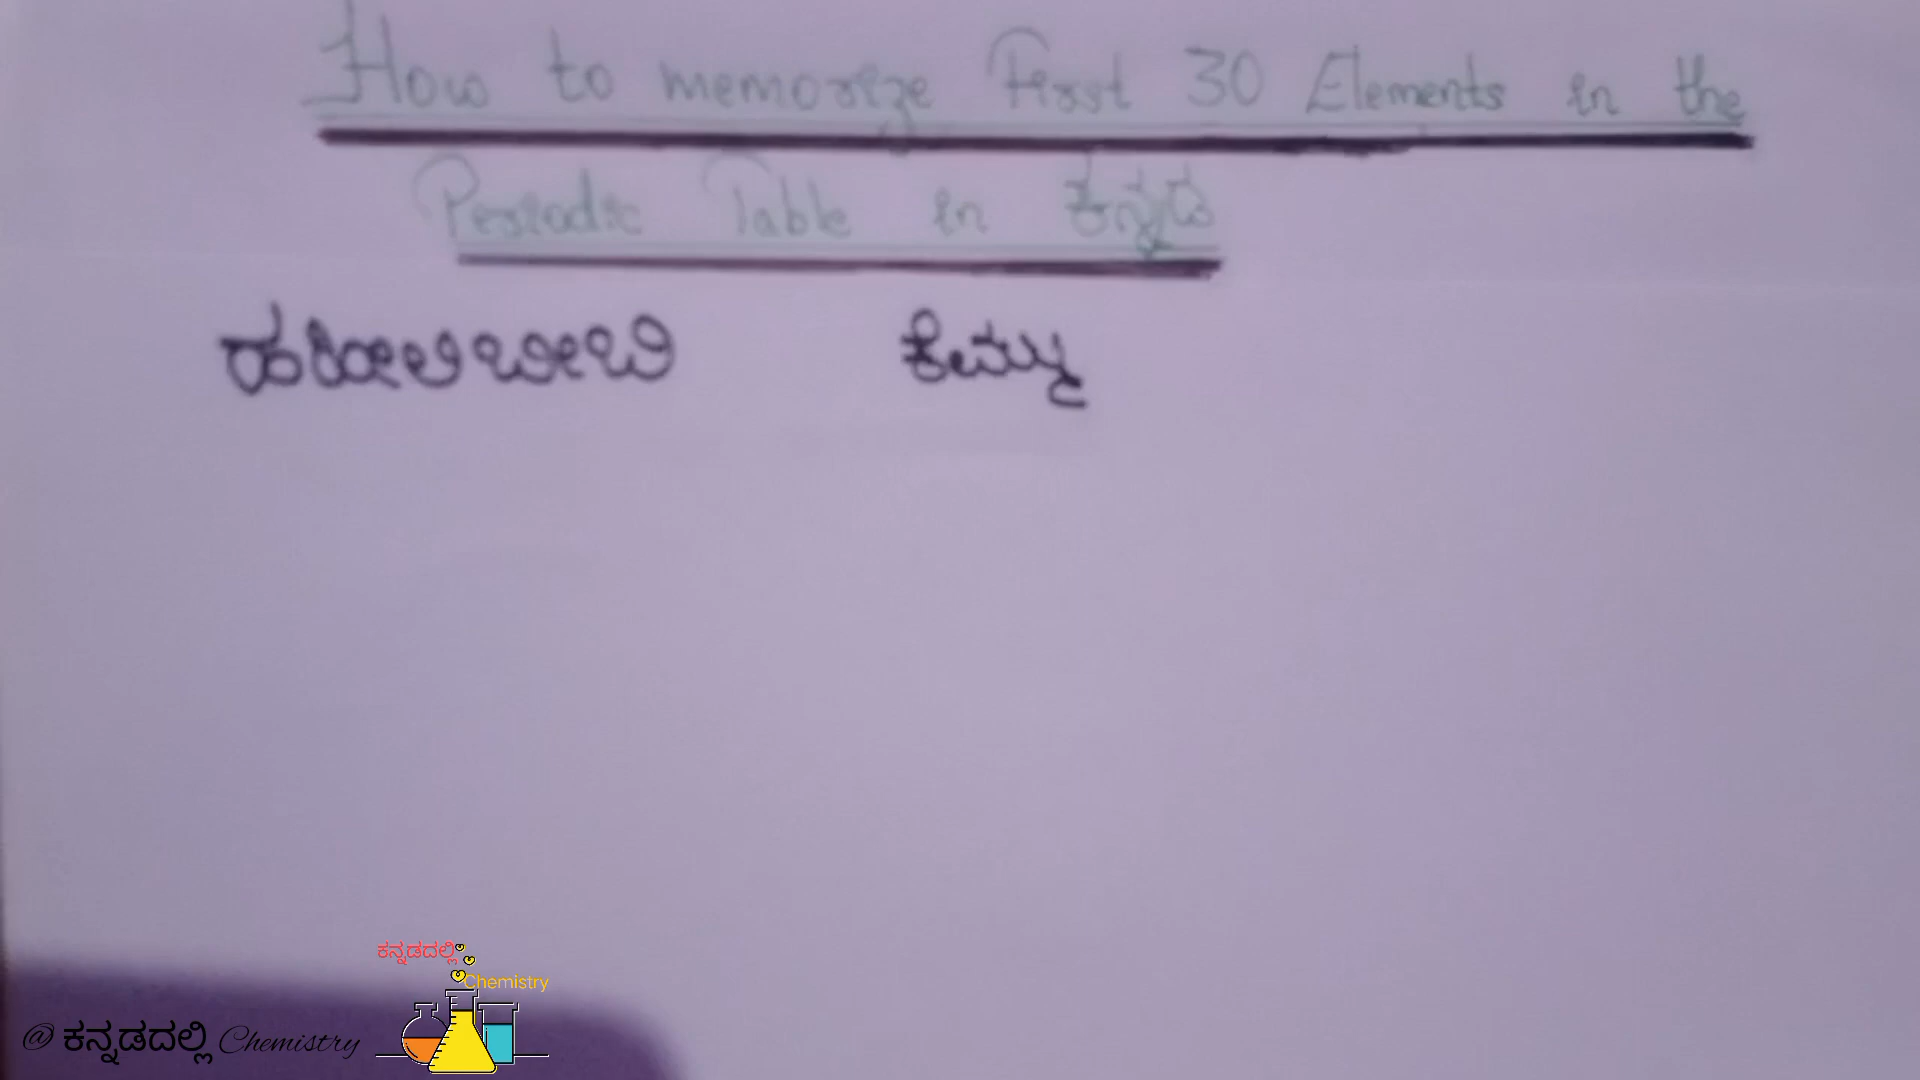 How to memorize First 30 Elements in the
Periodic Table in ಕನ್ನಡ
ಹಹೀಲಿಬೀಬಿ ಕೆಮ್ಮು
ಕನ್ನಡದಲ್ಲಿ
Chemistry
@ ಕನ್ನಡದಲ್ಲಿ Chemistry